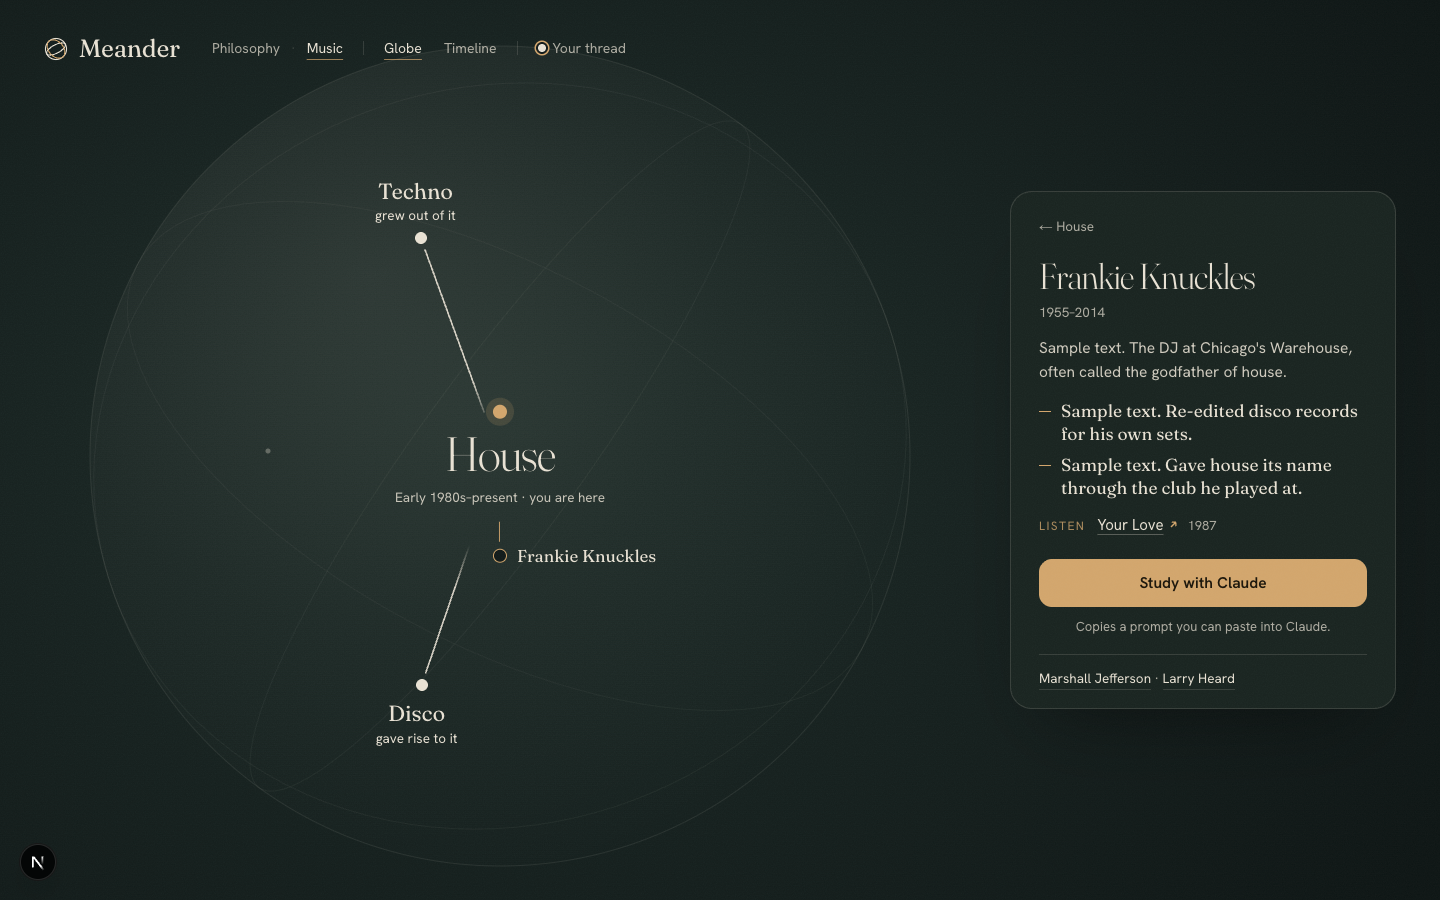 Meander
Philosophy · Music | Globe Timeline | Your thread
Techno
grew out of it
House
Early 1980s–present · you are here
Frankie Knuckles
Disco
gave rise to it
← House
Frankie Knuckles
1955–2014
Sample text. The DJ at Chicago's Warehouse,
often called the godfather of house.
— Sample text. Re-edited disco records
for his own sets.
— Sample text. Gave house its name
through the club he played at.
LISTEN Your Love ↗ 1987
Study with Claude
Copies a prompt you can paste into Claude.
Marshall Jefferson · Larry Heard
N